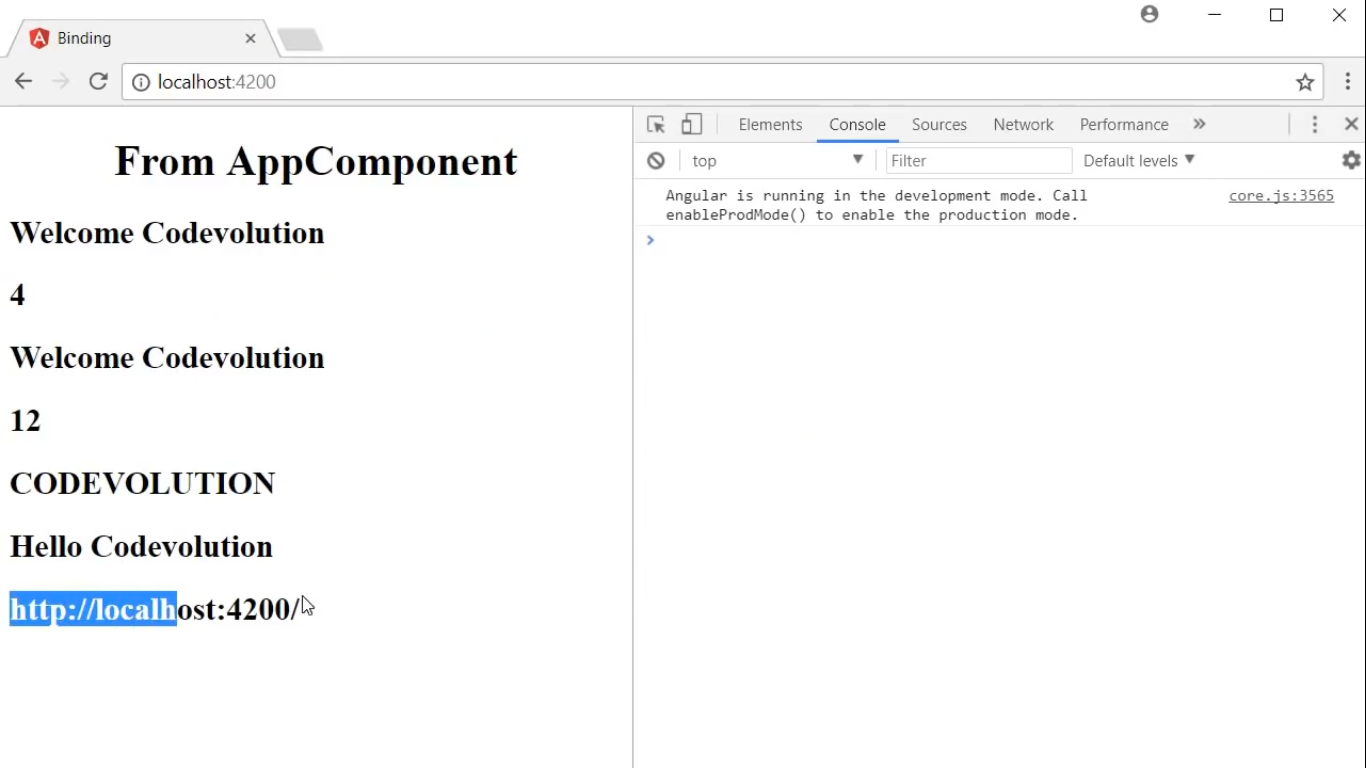 Binding
localhost:4200
From AppComponent
Welcome Codevolution
4
Welcome Codevolution
12
CODEVOLUTION
Hello Codevolution
http://localhost:4200/
Elements Console Sources Network Performance »
top Filter Default levels
Angular is running in the development mode. Call core.js:3565
enableProdMode() to enable the production mode.